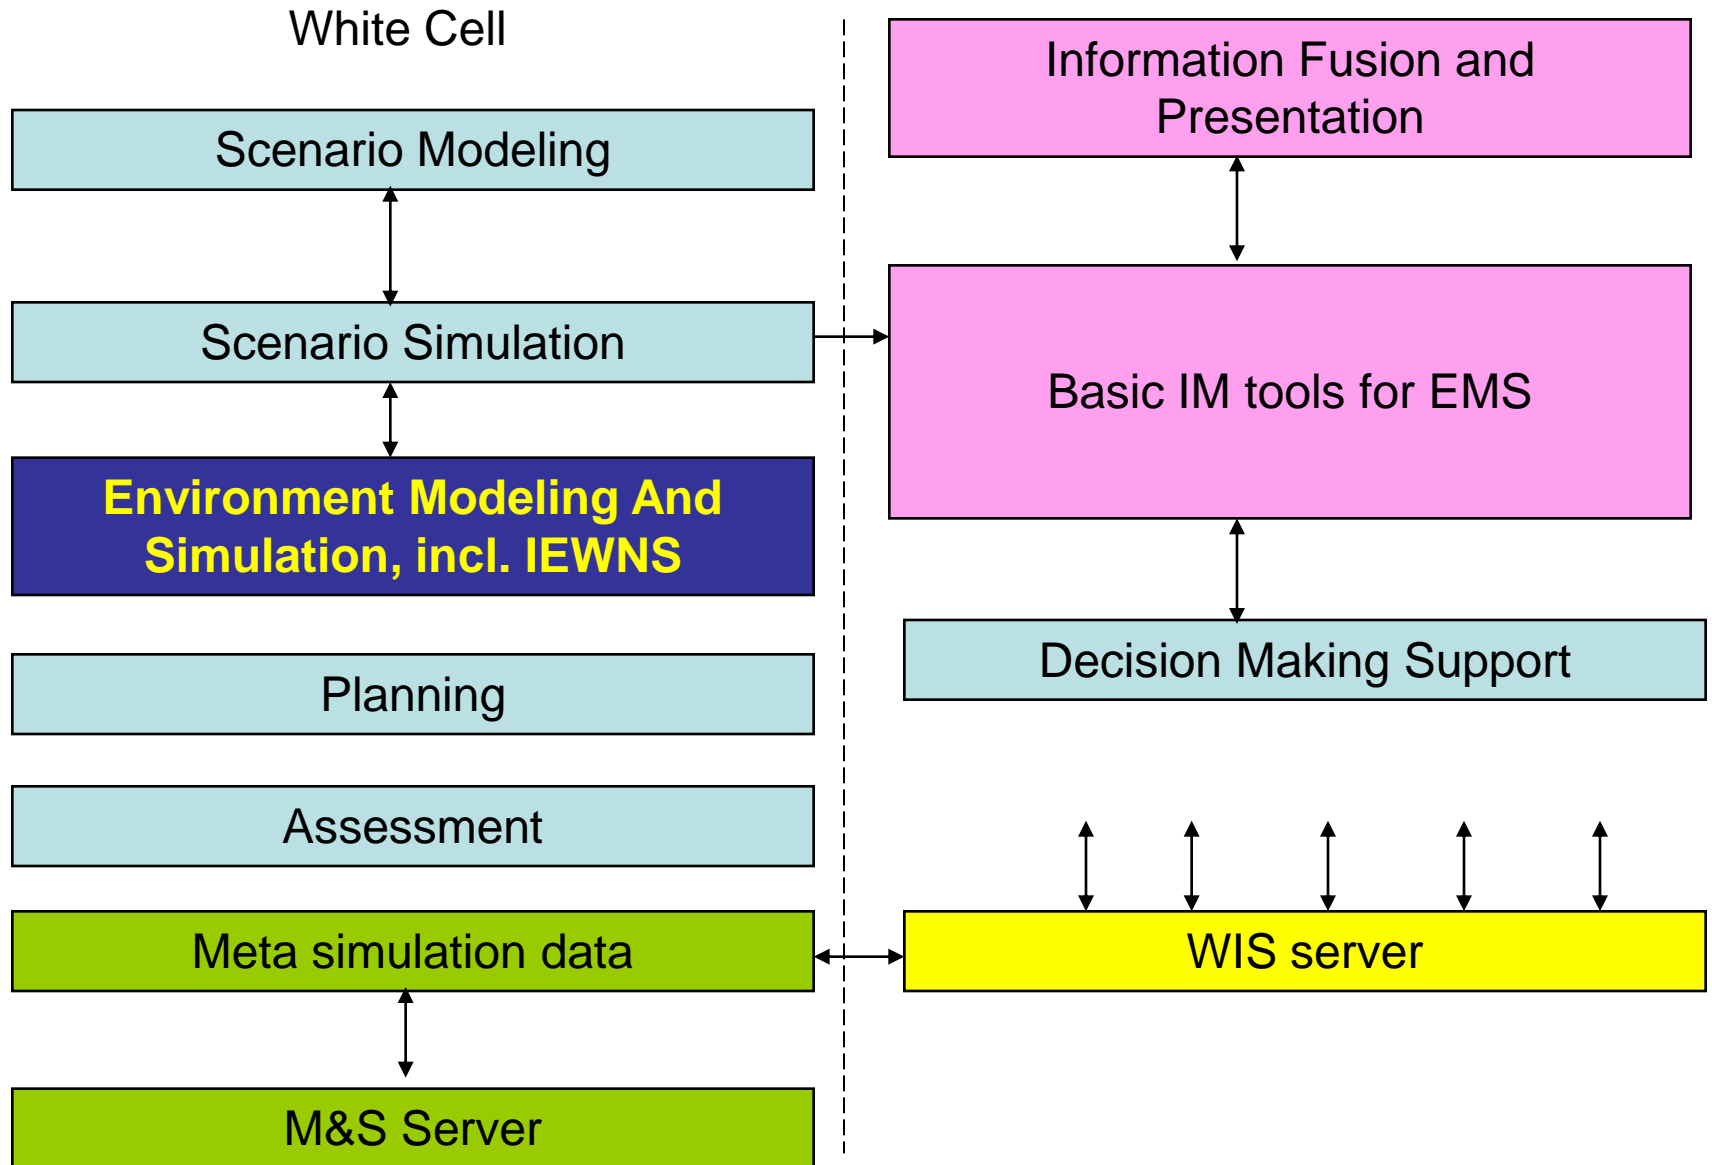 White Cell
Scenario Modeling
Scenario Simulation
Environment Modeling And
Simulation, incl. IEWNS
Planning
Assessment
Meta simulation data
M&S Server
Information Fusion and
Presentation
Basic IM tools for EMS
Decision Making Support
WIS server